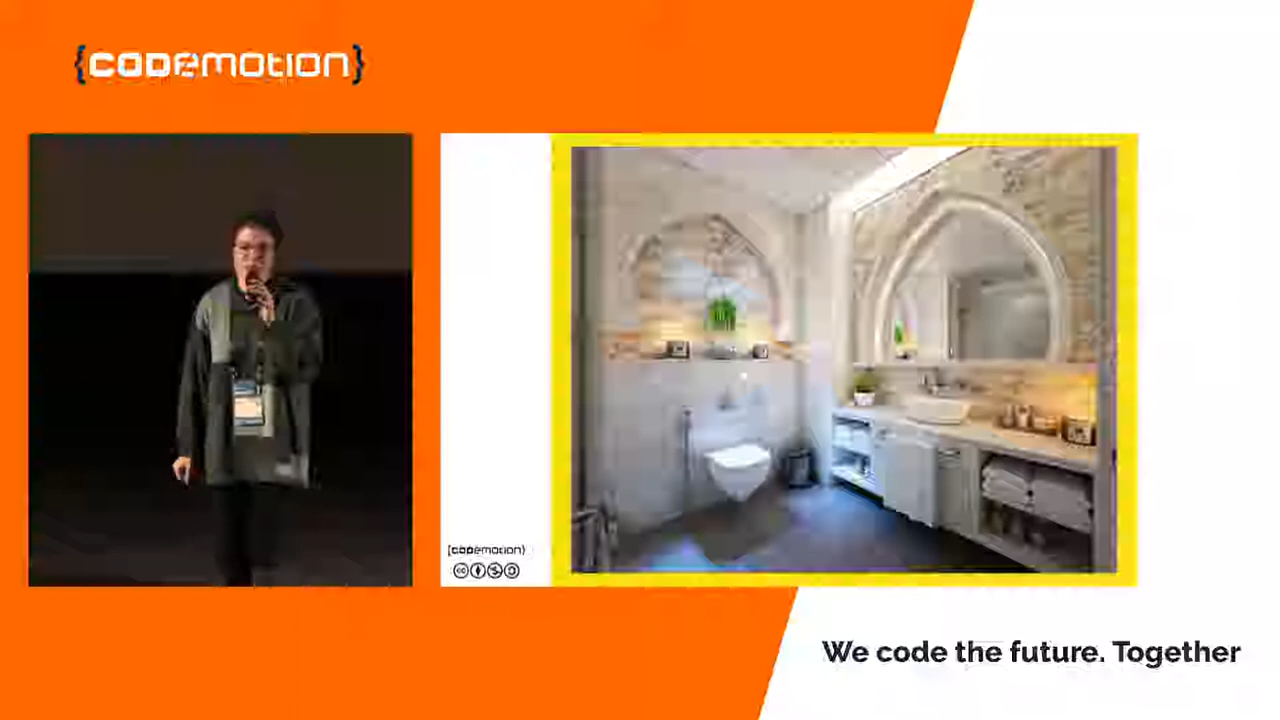 {codemotion}
{codemotion}
We code the future. Together